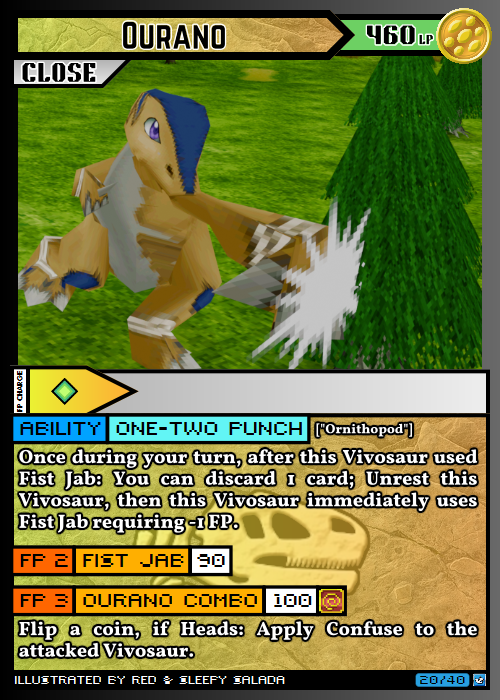 OURANO
460 LP
CLOSE
FP CHARGE
ABILITY ONE-TWO PUNCH ["Ornithopod"]
Once during your turn, after this Vivosaur used
Fist Jab: You can discard 1 card; Unrest this
Vivosaur, then this Vivosaur immediately uses
Fist Jab requiring -1 FP.
FP 2 FIST JAB 90
FP 3 OURANO COMBO 100
Flip a coin, if Heads: Apply Confuse to the
attacked Vivosaur.
ILLUSTRATED BY RED & SLEEPY SALADA
20/40